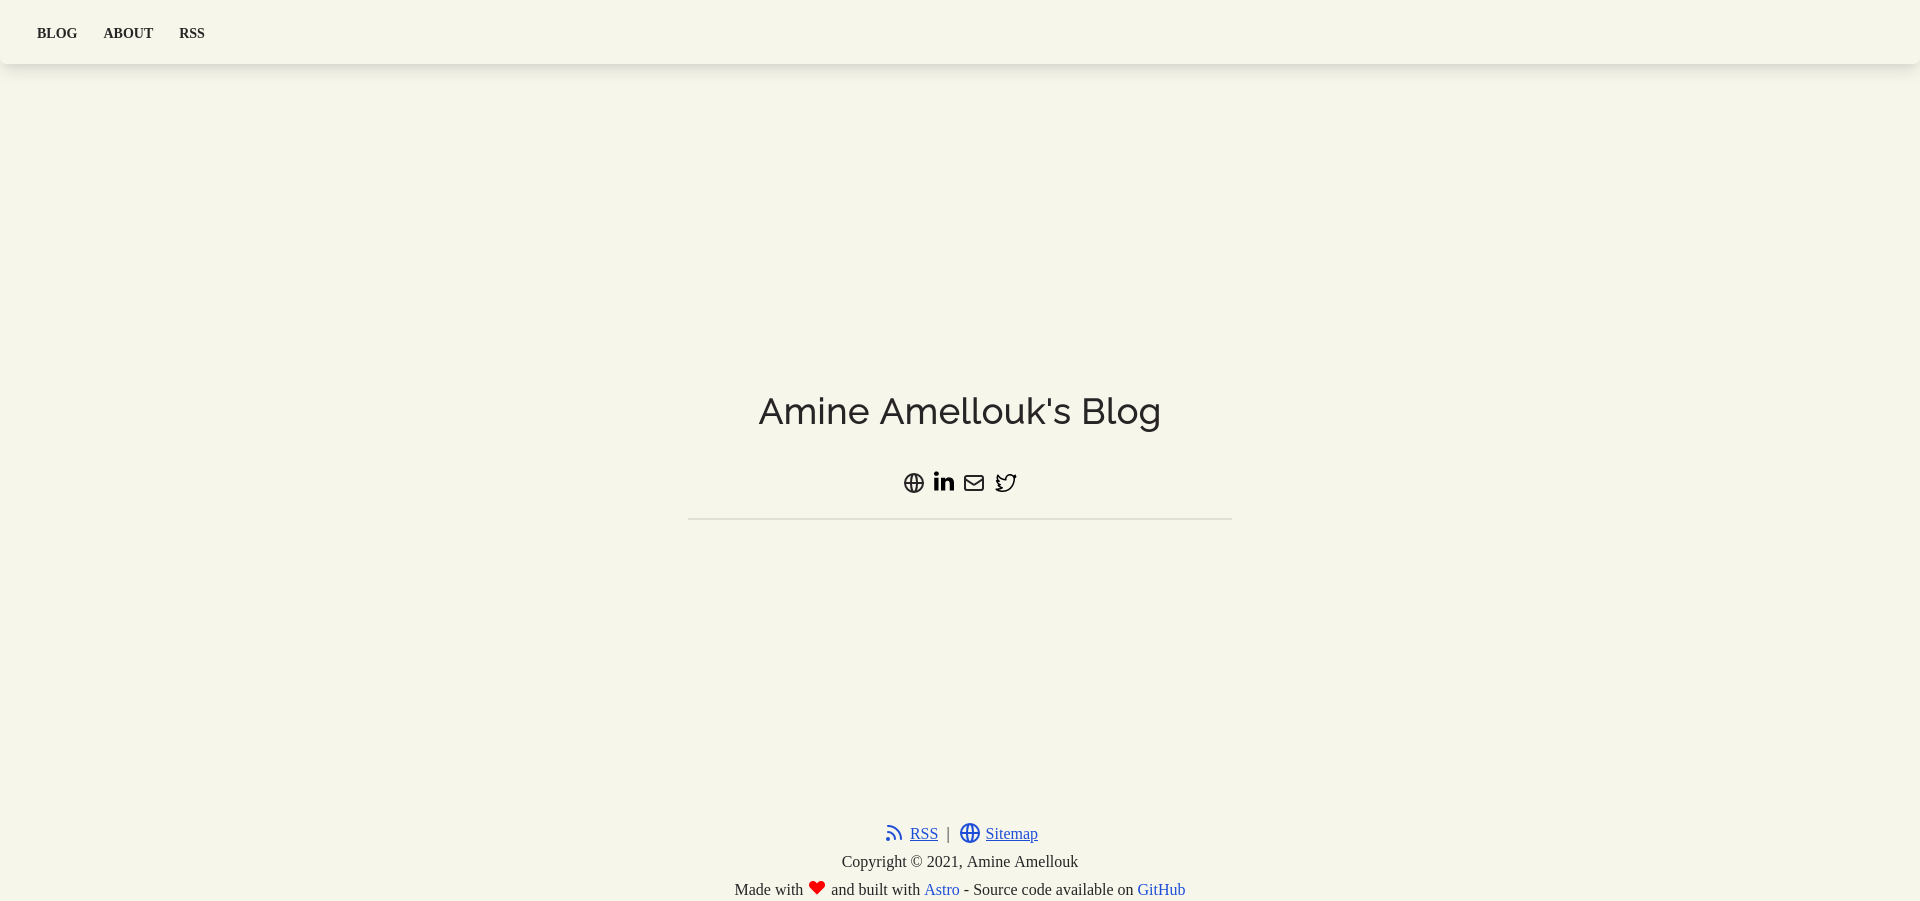 BLOG ABOUT RSS
Amine Amellouk's Blog
RSS | Sitemap
Copyright © 2021, Amine Amellouk
Made with ❤ and built with Astro - Source code available on GitHub